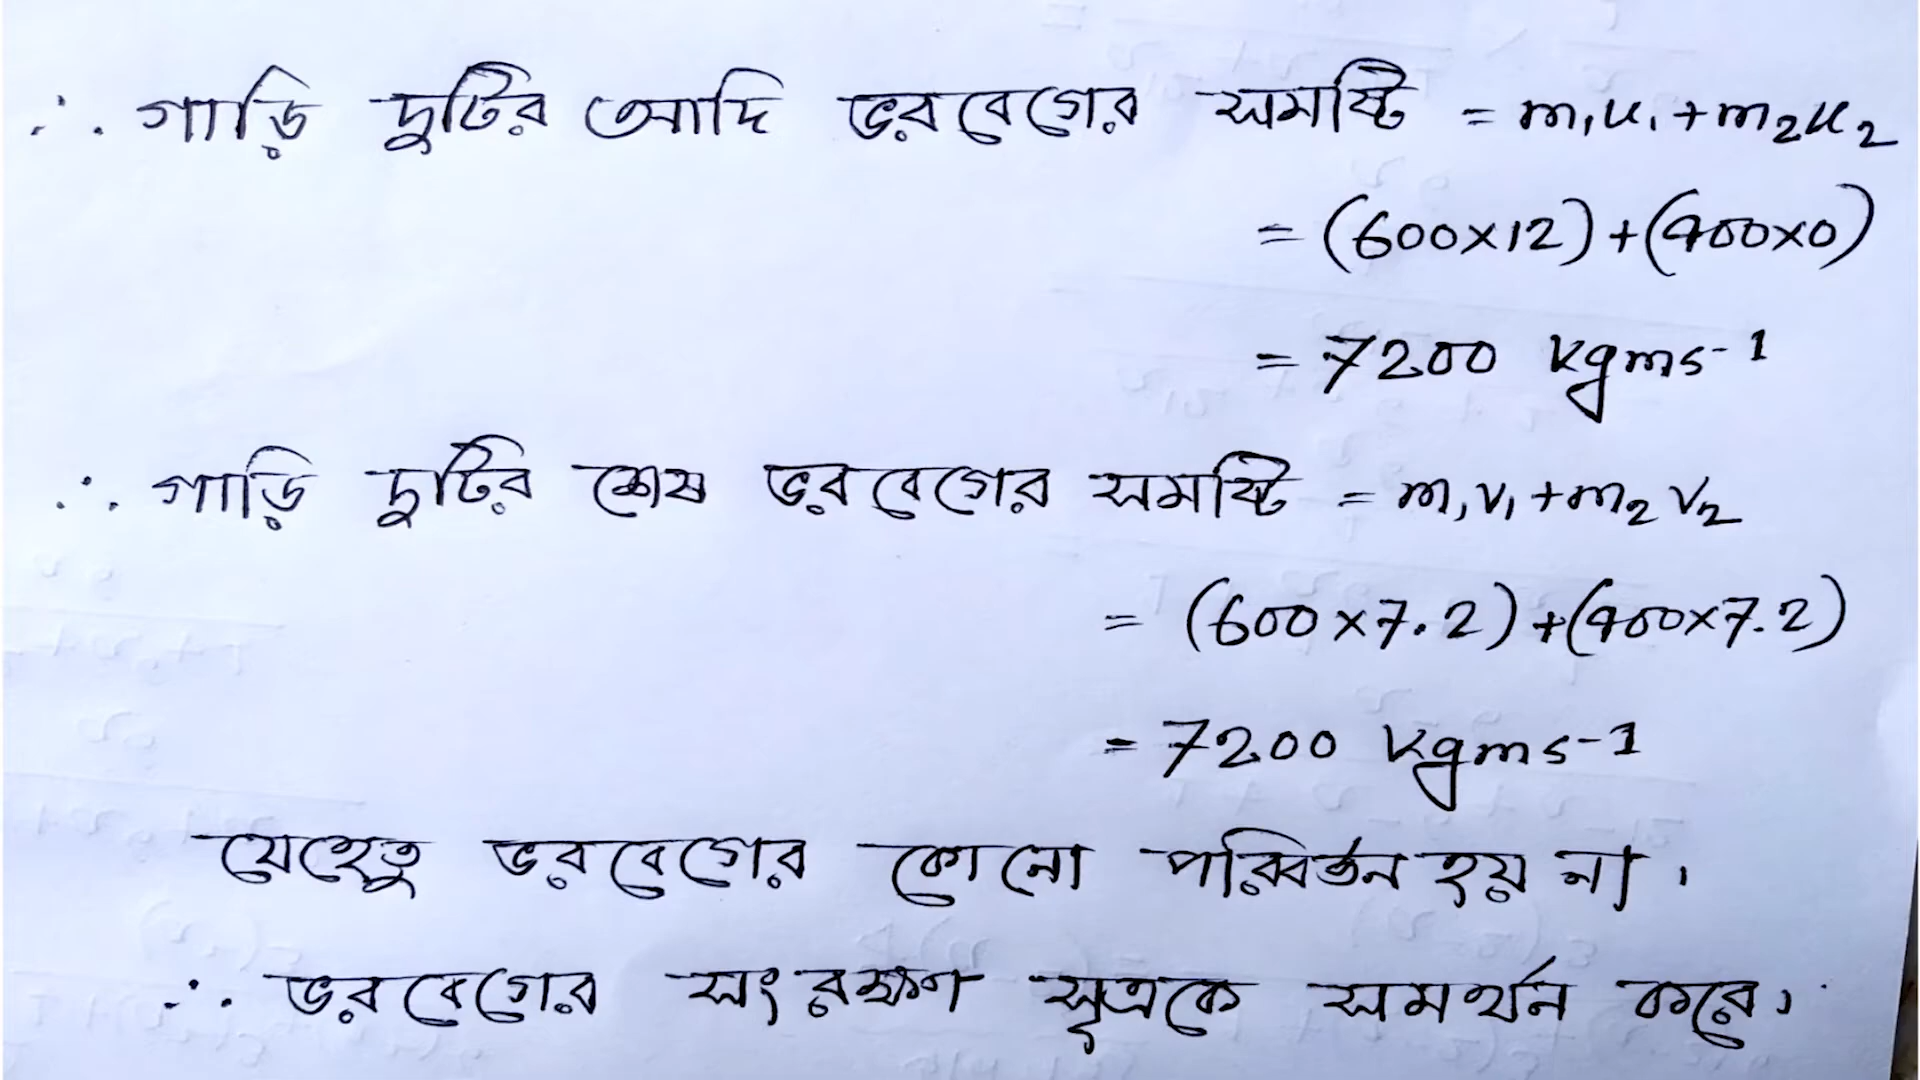 ∴ গাড়ি দুটির আদি ভরবেগের সমষ্টি = m₁u₁+m₂u₂
= (600×12)+(400×0)
= 7200 kgms-1
∴ গাড়ি দুটির শেষ ভরবেগের সমষ্টি = m₁v₁+m₂v₂
= (600×7.2)+(400×7.2)
= 7200 kgms-1
যেহেতু ভরবেগের কোনো পরিবর্তন হয় না।
∴ ভরবেগের সংরক্ষণ সূত্রকে সমর্থন করে।